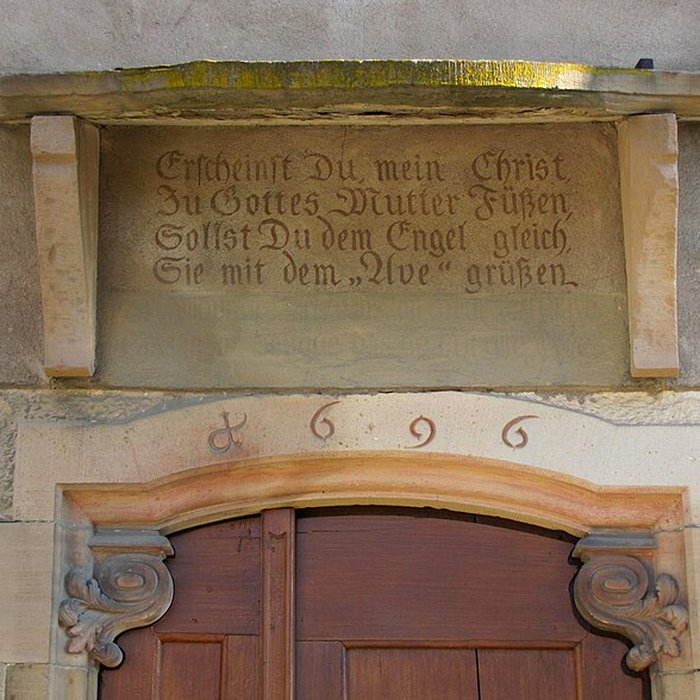 Erscheinst Du, mein Christ,
Zu Gottes Mutter Füßen,
Sollst Du dem Engel gleich,
Sie mit dem „Ave“ grüßen.
1696